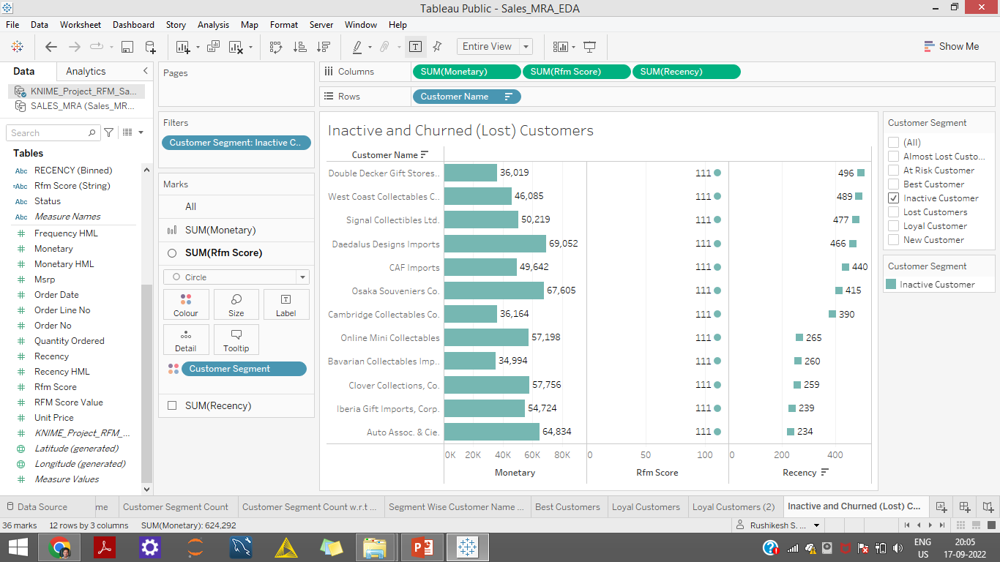 Tableau Public - Sales_MRA_EDA
File Data Worksheet Dashboard Story Analysis Map Format Server Window Help
Entire View
Show Me
Data Analytics
KNIME_Project_RFM_Sa...
SALES_MRA (Sales_MR...
Search
Tables
Abc RECENCY (Binned)
=Abc Rfm Score (String)
Abc Status
Abc Measure Names
Frequency HML
Monetary
Monetary HML
Msrp
Order Date
Order Line No
Order No
Quantity Ordered
Recency
Recency HML
Rfm Score
RFM Score Value
Unit Price
KNIME_Project_RFM_...
Latitude (generated)
Longitude (generated)
Measure Values
Pages
Filters
Customer Segment: Inactive C..
Marks
All
SUM(Monetary)
SUM(Rfm Score)
Circle
Colour Size Label
Detail Tooltip
Customer Segment
SUM(Recency)
Columns SUM(Monetary) SUM(Rfm Score) SUM(Recency)
Rows Customer Name
Inactive and Churned (Lost) Customers
Customer Name
Double Decker Gift Stores.. 36,019 111 496
West Coast Collectables C.. 46,085 111 489
Signal Collectibles Ltd. 50,219 111 477
Daedalus Designs Imports 69,052 111 466
CAF Imports 49,642 111 440
Osaka Souveniers Co. 67,605 111 415
Cambridge Collectables Co. 36,164 111 390
Online Mini Collectables 57,198 111 265
Bavarian Collectables Imp.. 34,994 111 260
Clover Collections, Co. 57,756 111 259
Iberia Gift Imports, Corp. 54,724 111 239
Auto Assoc. & Cie. 64,834 111 234
0K 20K 40K 60K 80K 0 50 100 0 200 400
Monetary Rfm Score Recency
Customer Segment
(All)
Almost Lost Custo...
At Risk Customer
Best Customer
Inactive Customer
Lost Customers
Loyal Customer
New Customer
Customer Segment
Inactive Customer
Data Source me Customer Segment Count Customer Segment Count w.r.t ... Segment Wise Customer Name ... Best Customers Loyal Customers Loyal Customers (2) Inactive and Churned (Lost) C...
36 marks 12 rows by 3 columns SUM(Monetary): 624.292 Rushikesh S. ...
ENG 20:05
US 17-09-2022